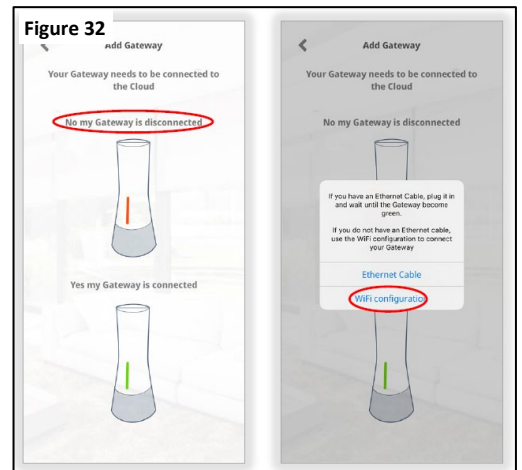 Figure 32
Add Gateway
Your Gateway needs to be connected to
the Cloud
No my Gateway is disconnected
Yes my Gateway is connected
Add Gateway
Your Gateway needs to be connected to
the Cloud
No my Gateway is disconnected
If you have an Ethernet Cable, plug it in
and wait until the Gateway become
green.
If you do not have an Ethernet cable,
use the WiFi configuration to connect
your Gateway
Ethernet Cable
WiFi configuration